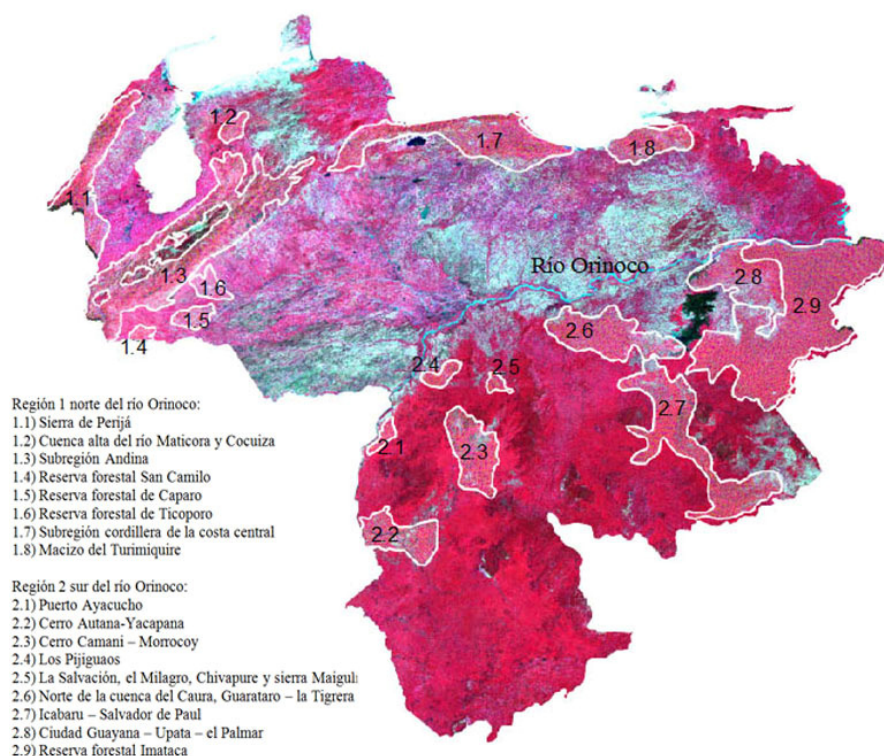 1.2
1.7
1.8
1.1
Río Orinoco
1.3
1.6
2.8
2.9
1.5
2.6
1.4
2.4
2.5
2.7
2.1
2.3
2.2
Región 1 norte del río Orinoco:
1.1) Sierra de Perijá
1.2) Cuenca alta del río Maticora y Cocuiza
1.3) Subregión Andina
1.4) Reserva forestal San Camilo
1.5) Reserva forestal de Caparo
1.6) Reserva forestal de Ticoporo
1.7) Subregión cordillera de la costa central
1.8) Macizo del Turimiquire
Región 2 sur del río Orinoco:
2.1) Puerto Ayacucho
2.2) Cerro Autana-Yacapana
2.3) Cerro Camani – Morrocoy
2.4) Los Pijiguaos
2.5) La Salvación, el Milagro, Chivapure y sierra
2.6) Norte de la cuenca del Caura, Guarataro – la Tigrera
2.7) Icabaru – Salvador de Paul
2.8) Ciudad Guayana – Upata – el Palmar
2.9) Reserva forestal Imataca